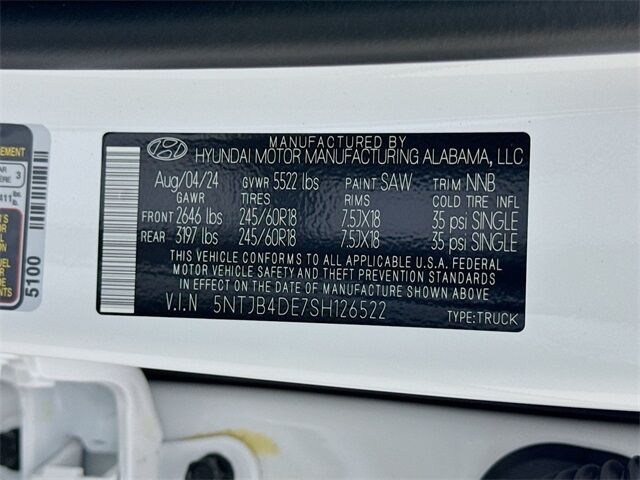 MANUFACTURED BY
HYUNDAI MOTOR MANUFACTURING ALABAMA, LLC
Aug/04/24 GVWR 5522 lbs PAINT SAW TRIM NNB
GAWR TIRES RIMS COLD TIRE INFL
FRONT 2646 lbs 245/60R18 7.5JX18 35 psi SINGLE
REAR 3197 lbs 245/60R18 7.5JX18 35 psi SINGLE
THIS VEHICLE CONFORMS TO ALL APPLICABLE U.S.A. FEDERAL
MOTOR VEHICLE SAFETY AND THEFT PREVENTION STANDARDS
IN EFFECT ON THE DATE OF MANUFACTURE SHOWN ABOVE.
V.I.N 5NTJB4DE7SH126522
TYPE:TRUCK
EMENT
3
5100